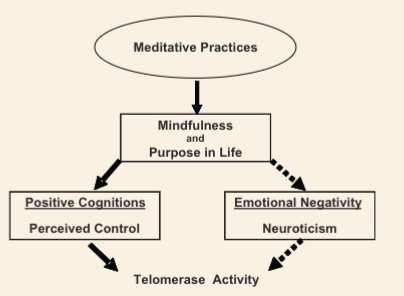 Meditative Practices
Mindfulness
and
Purpose in Life
Positive Cognitions
Perceived Control
Emotional Negativity
Neuroticism
Telomerase Activity